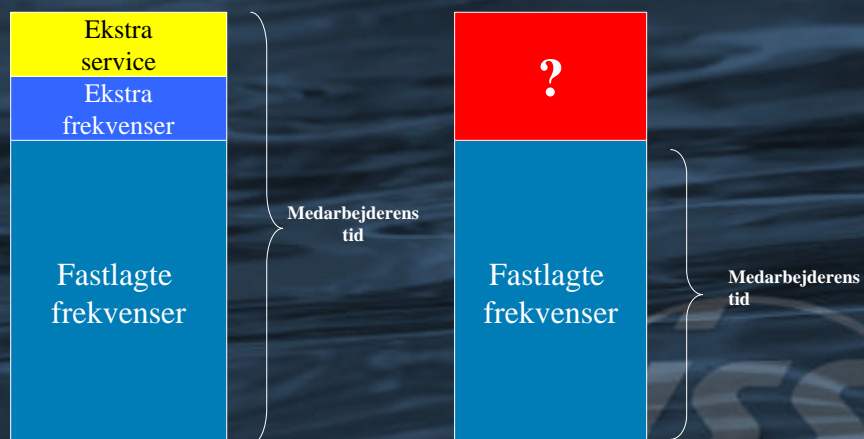 Ekstra
service
Ekstra
frekvenser
Fastlagte
frekvenser
Medarbejderens
tid
?
Fastlagte
frekvenser
Medarbejderens
tid